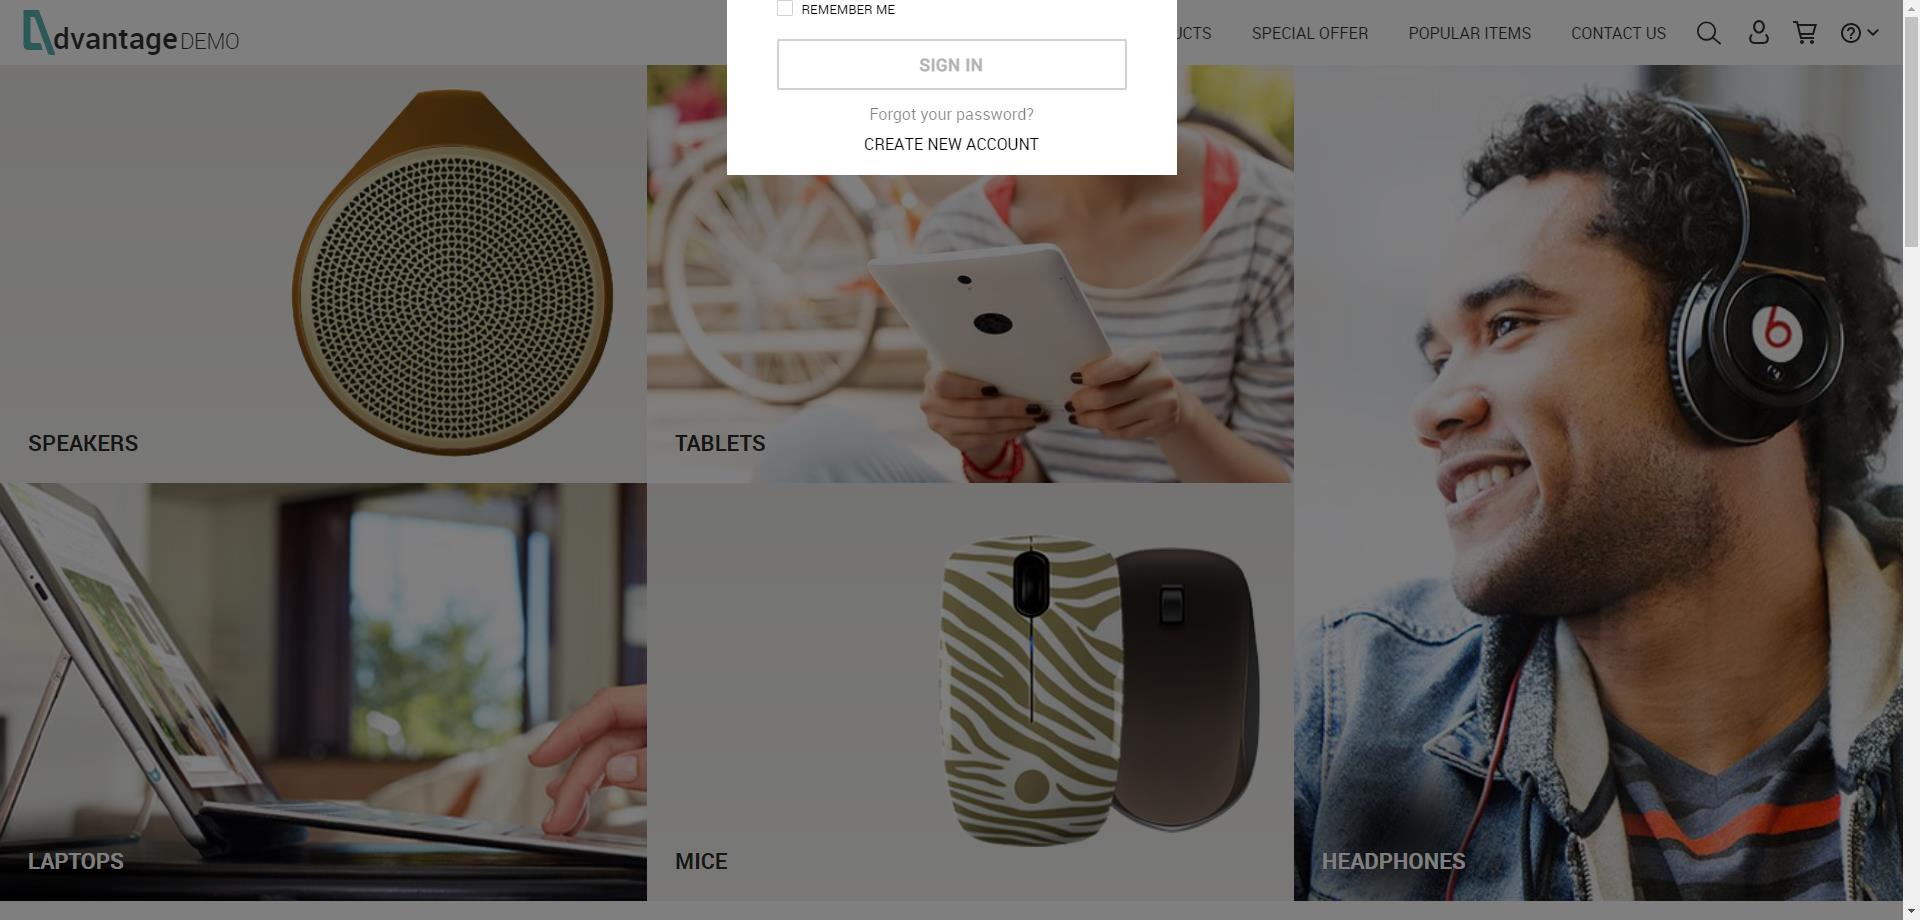 dvantage DEMO
REMEMBER ME
UCTS SPECIAL OFFER POPULAR ITEMS CONTACT US
SIGN IN
Forgot your password?
CREATE NEW ACCOUNT
SPEAKERS
TABLETS
LAPTOPS
MICE
HEADPHONES